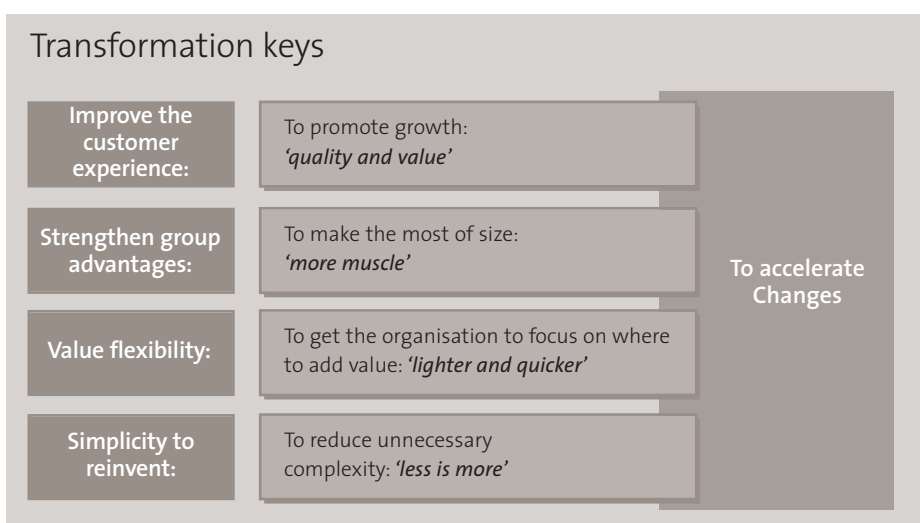 Transformation keys
Improve the
customer
experience:
To promote growth:
‘quality and value’
Strengthen group
advantages:
To make the most of size:
‘more muscle’
Value flexibility:
To get the organisation to focus on where
to add value: ‘lighter and quicker’
Simplicity to
reinvent:
To reduce unnecessary
complexity: ‘less is more’
To accelerate
Changes